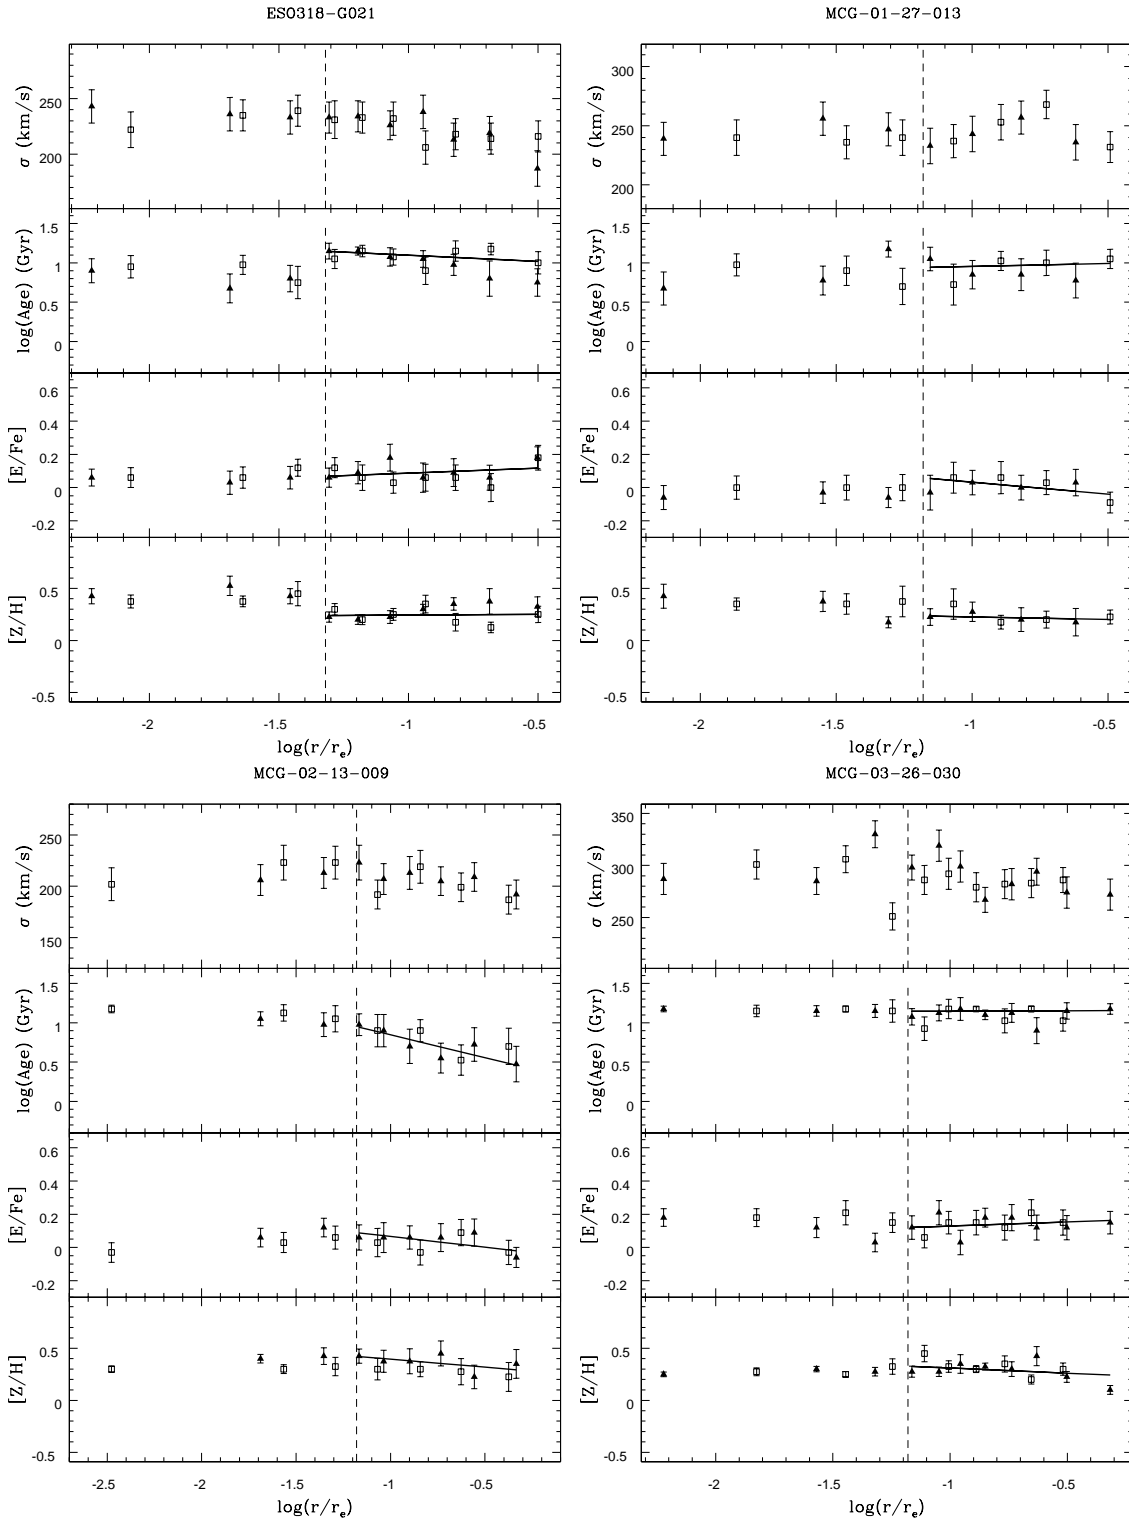 ESO318-G021
σ (km/s)
250
200
log(Age) (Gyr)
1.5
1
0.5
0
[E/Fe]
0.6
0.4
0.2
0
-0.2
[Z/H]
0.5
0
-0.5
-2 -1.5 -1 -0.5
log(r/re)
MCG-01-27-013
σ (km/s)
300
250
200
log(Age) (Gyr)
1.5
1
0.5
0
[E/Fe]
0.6
0.4
0.2
0
-0.2
[Z/H]
0.5
0
-0.5
-2 -1.5 -1 -0.5
log(r/re)
MCG-02-13-009
σ (km/s)
250
200
150
log(Age) (Gyr)
1.5
1
0.5
0
[E/Fe]
0.6
0.4
0.2
0
-0.2
[Z/H]
0.5
0
-0.5
-2.5 -2 -1.5 -1 -0.5
log(r/re)
MCG-03-26-030
σ (km/s)
350
300
250
log(Age) (Gyr)
1.5
1
0.5
0
[E/Fe]
0.6
0.4
0.2
0
-0.2
[Z/H]
0.5
0
-0.5
-2 -1.5 -1 -0.5
log(r/re)